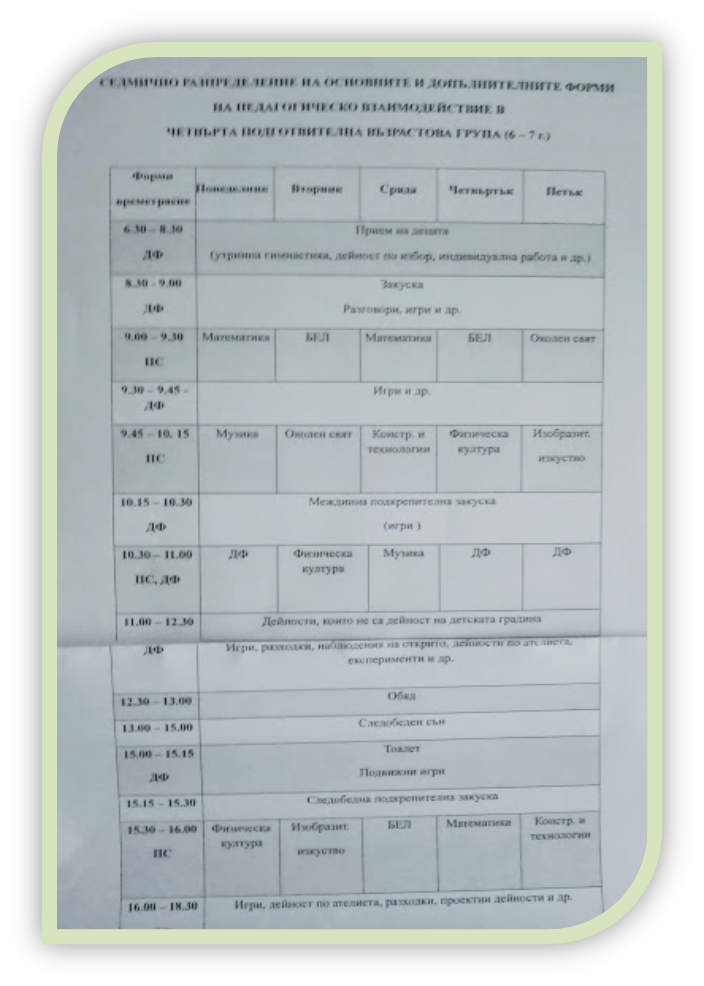 СЕДМИЧНО РАЗПРЕДЕЛЕНИЕ НА ОСНОВНИТЕ И ДОПЪЛНИТЕЛНИТЕ ФОРМИ
НА ПЕДАГОГИЧЕСКО ВЗАИМОДЕЙСТВИЕ В
ЧЕТВЪРТА ПОДГОТВИТЕЛНА ВЪЗРАСТОВА ГРУПА (6 – 7 г.)
Форми
времетраене
Понеделник Вторник Сряда Четвъртък Петък
6.30 – 8.30 Прием на децата
ДФ (утринна гимнастика, дейност по избор, индивидуална работа и др.)
8.30 – 9.00 Закуска
ДФ Разговори, игри и др.
9.00 – 9.30 Математика БЕЛ Математика БЕЛ Околен свят
ПС
9.30 – 9.45 - Игри и др.
ДФ
9.45 – 10. 15 Музика Околен свят Констр. и Физическа Изобразит.
ПС технологии култура изкуство
10.15 – 10.30 Междинна подкрепителна закуска
ДФ (игри )
10.30 – 11.00 ДФ Физическа Музика ДФ ДФ
ПС, ДФ култура
11.00 – 12.30 Дейности, които не са дейност на детската градина
ДФ Игри, разходки, наблюдения на открито, дейности по ателиета,
експерименти и др.
12.30 – 13.00 Обяд
13.00 – 15.00 Следобеден сън
15.00 – 15.15 Тоалет
ДФ Подвижни игри
15.15 – 15.30 Следобедна подкрепителна закуска
15.30 – 16.00 Физическа Изобразит. БЕЛ Математика Констр. и
ПС култура изкуство технологии
16.00 – 18.30 Игри, дейност по ателиета, разходки, проектни дейности и др.